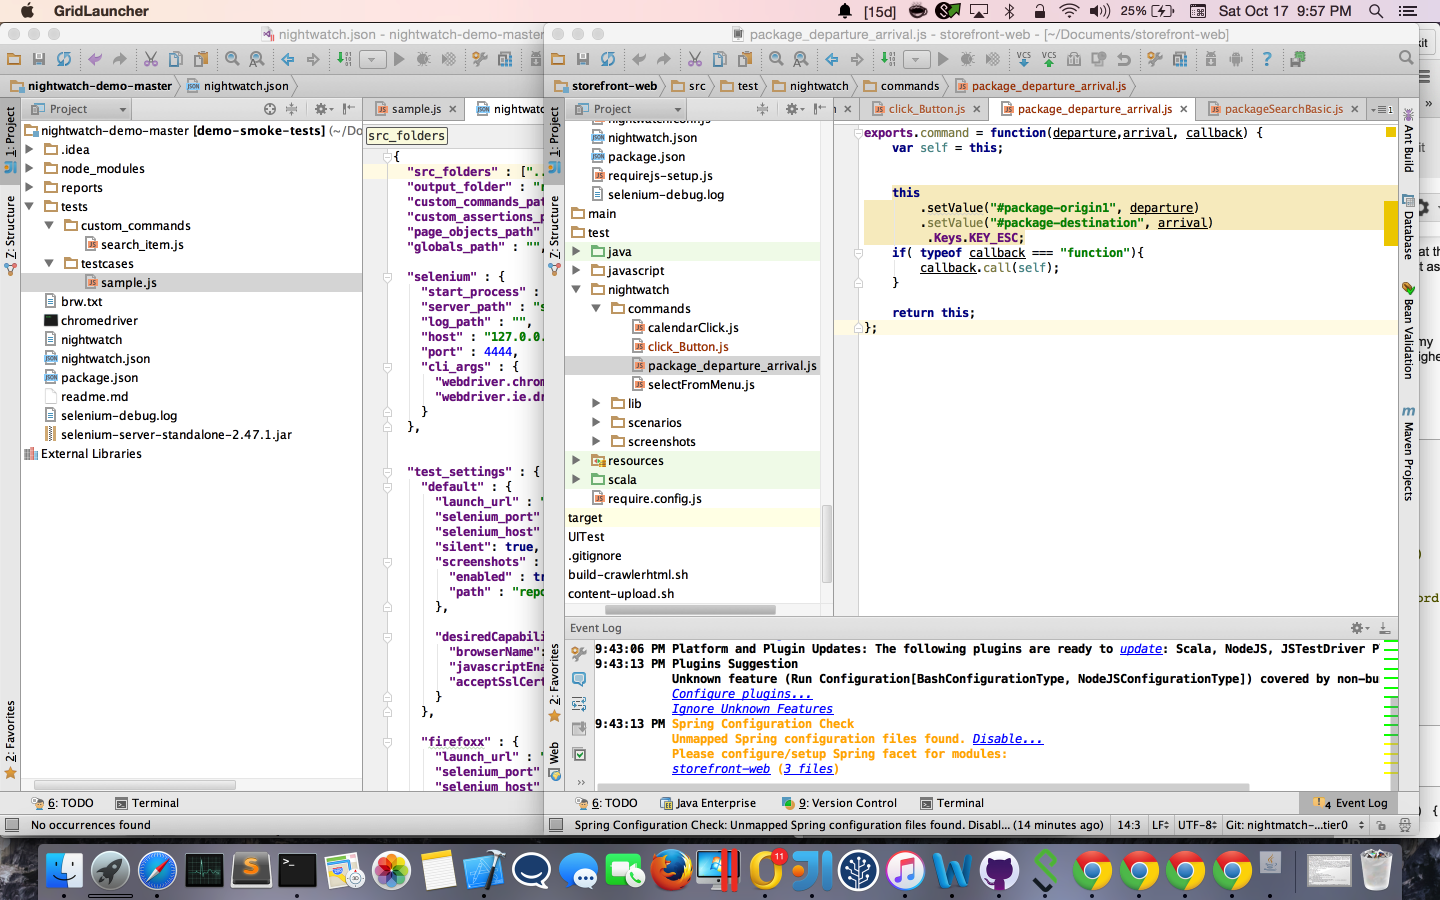 GridLauncher
[15d]
25%
Sat Oct 17 9:57 PM
nightwatch.json - nightwatch-demo-master
nightwatch-demo-master
nightwatch.json
Project
sample.js
nightwatch-demo-master [demo-smoke-tests] (~/Do
.idea
node_modules
reports
tests
custom_commands
search_item.js
testcases
sample.js
brw.txt
chromedriver
nightwatch
nightwatch.json
package.json
readme.md
selenium-debug.log
selenium-server-standalone-2.47.1.jar
External Libraries
1: Project
Z: Structure
2: Favorites
src_folders
{
"src_folders" : ["..
"output_folder" : "r
"custom_commands_pat
"custom_assertions_p
"page_objects_path"
"globals_path" : "",
"selenium" : {
"start_process" :
"server_path" : "s
"log_path" : "",
"host" : "127.0.0.
"port" : 4444,
"cli_args" : {
"webdriver.chrom
"webdriver.ie.dr
}
},
"test_settings" : {
"default" : {
"launch_url" : "
"selenium_port"
"selenium_host"
"silent": true,
"screenshots" :
"enabled" : tr
"path" : "repo
},
"desiredCapabili
"browserName":
"javascriptEna
"acceptSslCert
}
},
"firefoxx" : {
"launch_url" : "
"selenium_port"
"selenium_host"
6: TODO
Terminal
No occurrences found
package_departure_arrival.js - storefront-web - [~/Documents/storefront-web]
storefront-web
src
test
nightwatch
commands
package_departure_arrival.js
Project
click_Button.js
package_departure_arrival.js
packageSearchBasic.js
nightwatch.json
package.json
requirejs-setup.js
selenium-debug.log
main
test
java
javascript
nightwatch
commands
calendarClick.js
click_Button.js
package_departure_arrival.js
selectFromMenu.js
lib
scenarios
screenshots
resources
scala
require.config.js
target
UITest
.gitignore
build-crawlerhtml.sh
content-upload.sh
1: Project
Z: Structure
2: Favorites
Web
exports.command = function(departure,arrival, callback) {
var self = this;
this
.setValue("#package-origin1", departure)
.setValue("#package-destination", arrival)
.Keys.KEY_ESC;
if( typeof callback === "function"){
callback.call(self);
}
return this;
};
Ant Build
Database
Bean Validation
Maven Projects
Event Log
9:43:06 PM Platform and Plugin Updates: The following plugins are ready to update: Scala, NodeJS, JSTestDriver P
9:43:13 PM Plugins Suggestion
Unknown feature (Run Configuration[BashConfigurationType, NodeJSConfigurationType]) covered by non-bu
Configure plugins...
Ignore Unknown Features
9:43:13 PM Spring Configuration Check
Unmapped Spring configuration files found. Disable...
Please configure/setup Spring facet for modules:
storefront-web (3 files)
6: TODO
Java Enterprise
9: Version Control
Terminal
4 Event Log
Spring Configuration Check: Unmapped Spring configuration files found. Disabl... (14 minutes ago)
14:3
LF
UTF-8
Git: nightmatch-...tier0
11